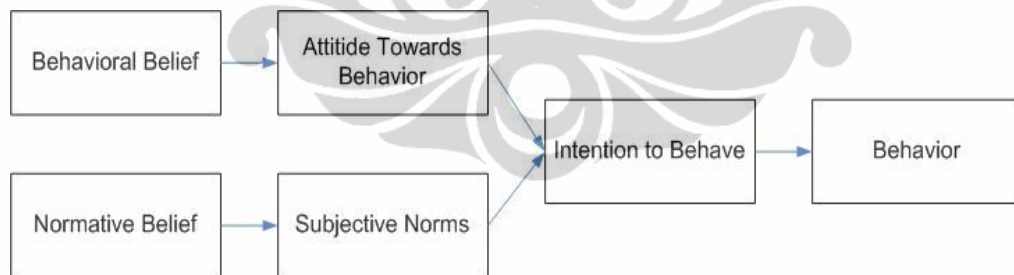 Behavioral Belief
Attitide Towards
Behavior
Intention to Behave
Behavior
Normative Belief
Subjective Norms